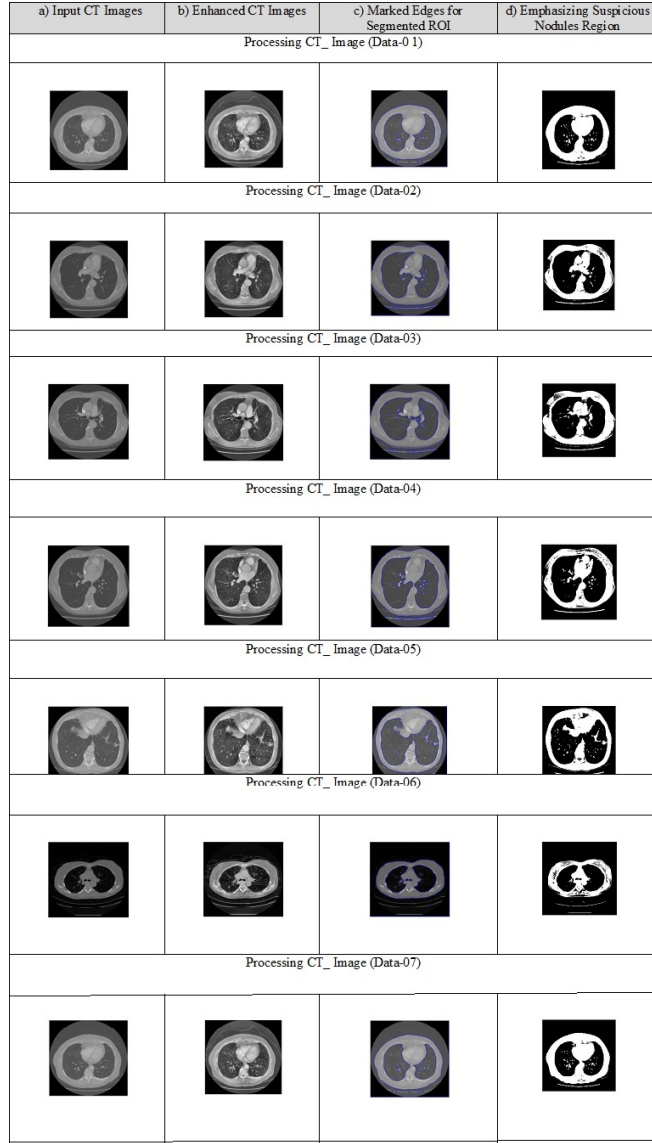 a) Input CT Images
b) Enhanced CT Images
c) Marked Edges for
Segmented ROI
d) Emphasizing Suspicious
Nodules Region
Processing CT_ Image (Data-0 1)
Processing CT_ Image (Data-02)
Processing CT_ Image (Data-03)
Processing CT_ Image (Data-04)
Processing CT_ Image (Data-05)
Processing CT_ Image (Data-06)
Processing CT_ Image (Data-07)